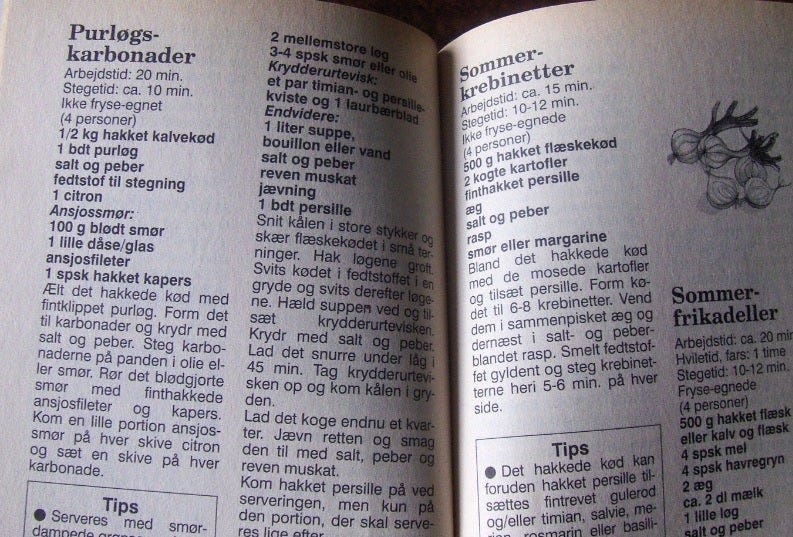 Purløgs-
karbonader
Arbejdstid: 20 min.
Stegetid: ca. 10 min.
Ikke fryse-egnet
(4 personer)
1/2 kg hakket kalvekød
1 bdt purløg
salt og peber
fedtstof til stegning
1 citron
Ansjossmør:
100 g blødt smør
1 lille dåse/glas
ansjosfileter
1 spsk hakket kapers
Ælt det hakkede kød med
fintklippet purløg. Form det
til karbonader og krydr med
salt og peber. Steg karbo-
naderne på panden i olie el-
ler smør. Rør det blødgjorte
smør med finthakkede
ansjosfileter og kapers.
Kom en lille portion ansjos-
smør på hver skive citron
og sæt en skive på hver
karbonade.
Tips
● Serveres med smør-
dampede
2 mellemstore løg
3-4 spsk smør eller olie
Krydderurtevisk:
et par timian- og persille-
kviste og 1 laurbærblad
Endvidere:
1 liter suppe,
bouillon eller vand
salt og peber
reven muskat
jævning
1 bdt persille
Snit kålen i store stykker og
skær flæskekødet i små ter-
ninger. Hak løgene groft.
Svits kødet i fedtstoffet i en
gryde og svits derefter løge-
ne. Hæld suppen ved og til-
sæt krydderurtevisken.
Krydr med salt og peber.
Lad det snurre under låg i
45 min. Tag krydderurtevi-
sken op og kom kålen i gry-
den.
Lad det koge endnu et kvar-
ter. Jævn retten og smag
den til med salt, peber og
reven muskat.
Kom hakket persille på ved
serveringen, men kun på
den portion, der skal serve-
res lige efter.
Sommer-
krebinetter
Arbejdstid: ca. 15 min.
Stegetid: 10-12 min.
Ikke fryse-egnede
(4 personer)
500 g hakket flæskekød
2 kogte kartofler
finthakket persille
æg
salt og peber
rasp
smør eller margarine
Bland det hakkede kød
med de mosede kartofler
og tilsæt persille. Form kø-
det til 6-8 krebinetter. Vend
dem i sammenpisket æg og
dernæst i salt- og peber-
blandet rasp. Smelt fedtstof-
fet gyldent og steg krebinet-
terne heri 5-6 min. på hver
side.
Tips
● Det hakkede kød kan
foruden hakket persille til-
sættes fintrevet gulerod
og/eller timian, salvie, me-
rian, rosmarin eller basili-
Sommer-
frikadeller
Arbejdstid: ca. 20 min
Hviletid, fars: 1 time
Stegetid: 10-12 min.
Fryse-egnede
(4 personer)
500 g hakket flæsk
eller kalv og flæsk
4 spsk mel
4 spsk havregryn
2 æg
ca. 2 dl mælk
1 lille løg
salt og peber